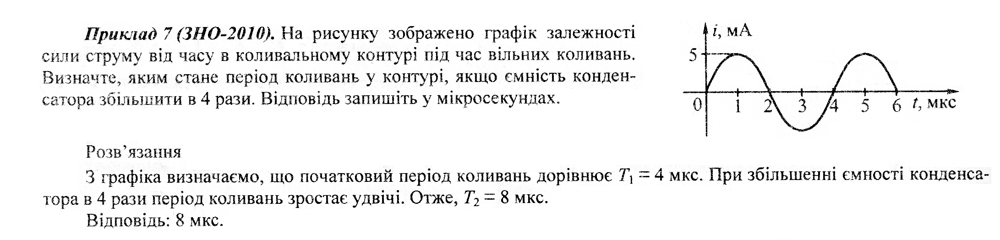 Приклад 7 (ЗНО-2010). На рисунку зображено графік залежності
сили струму від часу в коливальному контурі під час вільних коливань.
Визначте, яким стане період коливань у контурі, якщо ємність конден-
сатора збільшити в 4 рази. Відповідь запишіть у мікросекундах.
i, мА
5
0 1 2 3 4 5 6 t, мкс
Розв’язання
З графіка визначаємо, що початковий період коливань дорівнює T₁ = 4 мкс. При збільшенні ємності конденса-
тора в 4 рази період коливань зростає удвічі. Отже, T₂ = 8 мкс.
Відповідь: 8 мкс.